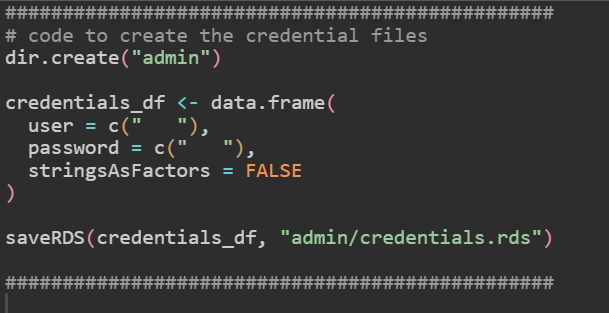 ################################################
# code to create the credential files
dir.create("admin")
credentials_df <- data.frame(
  user = c("   "),
  password = c("   "),
  stringsAsFactors = FALSE
)
saveRDS(credentials_df, "admin/credentials.rds")
################################################